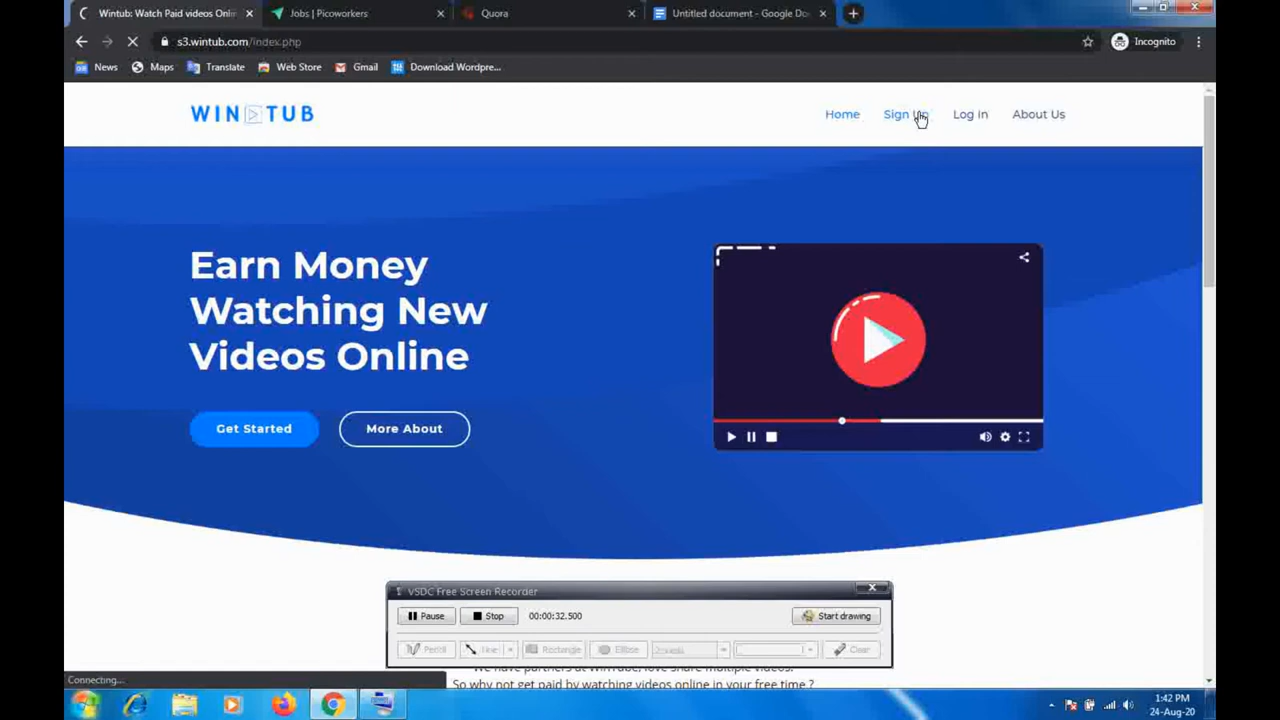 Wintub: Watch Paid videos Onlin
Jobs | Picoworkers
Quora
Untitled document - Google Do
s3.wintub.com/index.php
Incognito
News
Maps
Translate
Web Store
Gmail
Download Wordpre...
WIN TUB
Home
Sign Up
Log In
About Us
Earn Money
Watching New
Videos Online
Get Started
More About
VSDC Free Screen Recorder
Pause
Stop
00:00:32.500
Start drawing
Pencil
Line
Rectangle
Ellipse
Clear
So why not get paid by watching videos online in your free time ?
Connecting...
1:42 PM
24-Aug-20